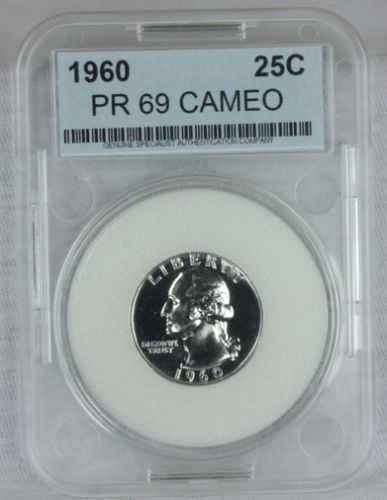 1960 25C
PR 69 CAMEO
GENUINE SPECIALIST AUTHENTICATION COMPANY
LIBERTY
IN GOD WE
TRUST
1960